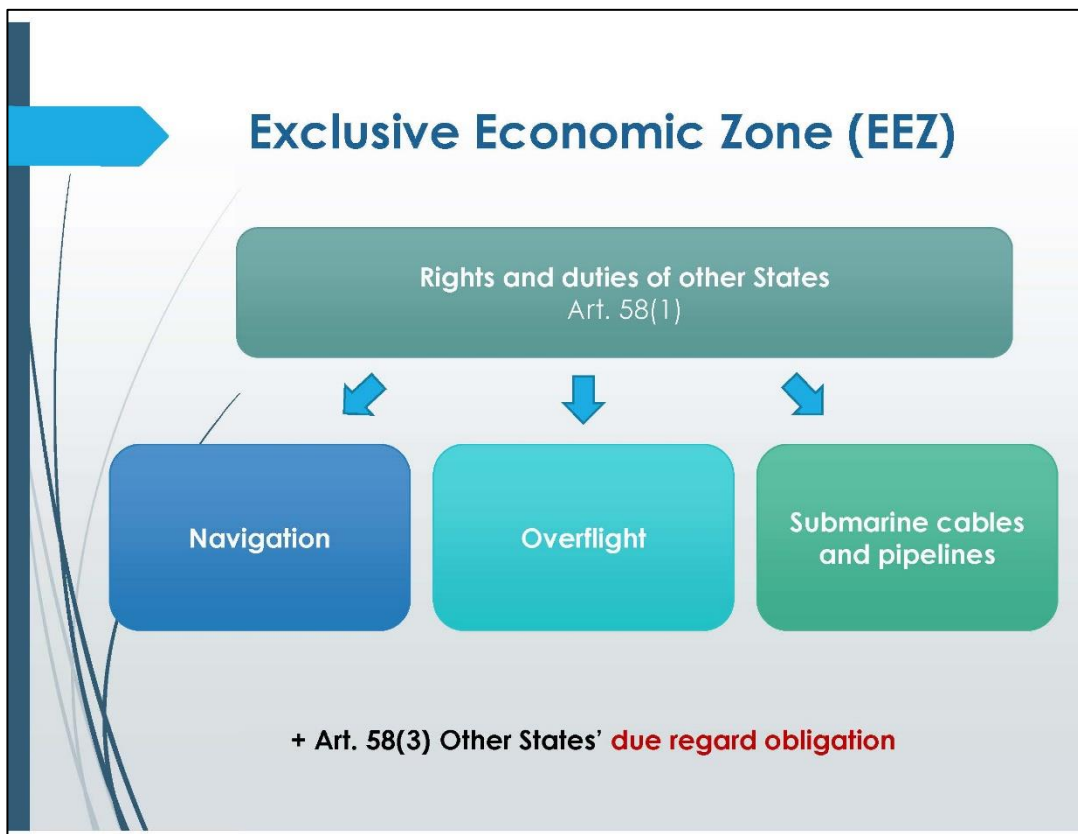 Exclusive Economic Zone (EEZ)
Rights and duties of other States
Art. 58(1)
Navigation
Overflight
Submarine cables
and pipelines
+ Art. 58(3) Other States’ due regard obligation